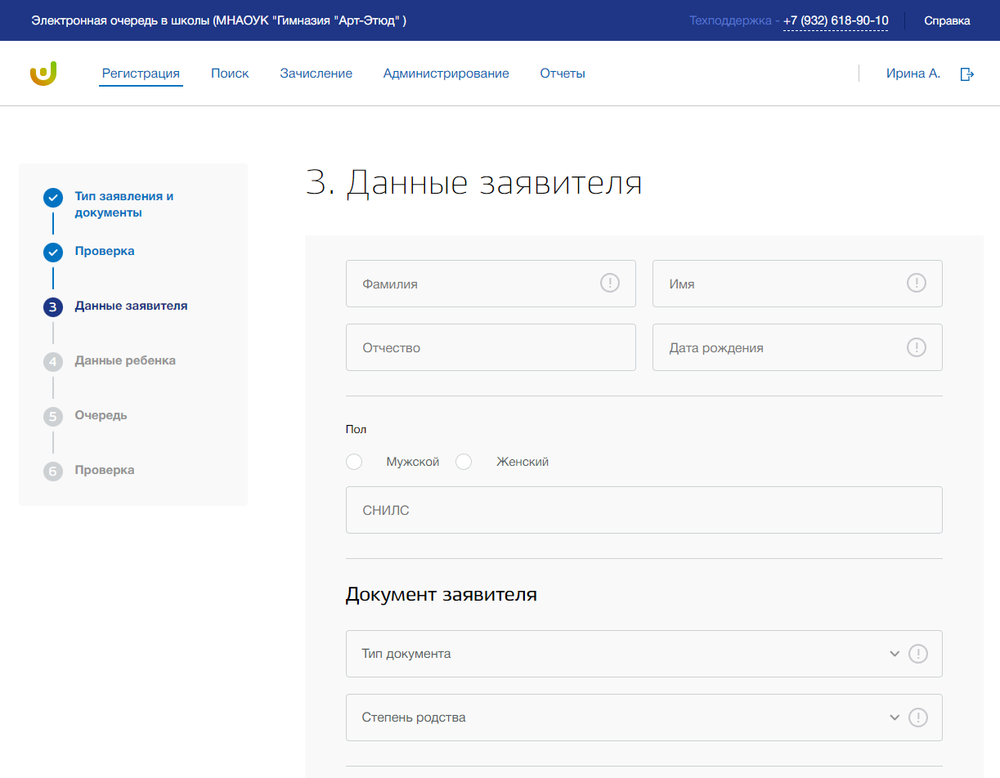 Электронная очередь в школы (МНАОУК "Гимназия "Арт-Этюд" )
Техподдержка - +7 (932) 618-90-10
Справка
Регистрация
Поиск
Зачисление
Администрирование
Отчеты
Ирина А.
Тип заявления и
документы
Проверка
3 Данные заявителя
4 Данные ребенка
5 Очередь
6 Проверка
3. Данные заявителя
Фамилия
Имя
Отчество
Дата рождения
Пол
Мужской
Женский
СНИЛС
Документ заявителя
Тип документа
Степень родства